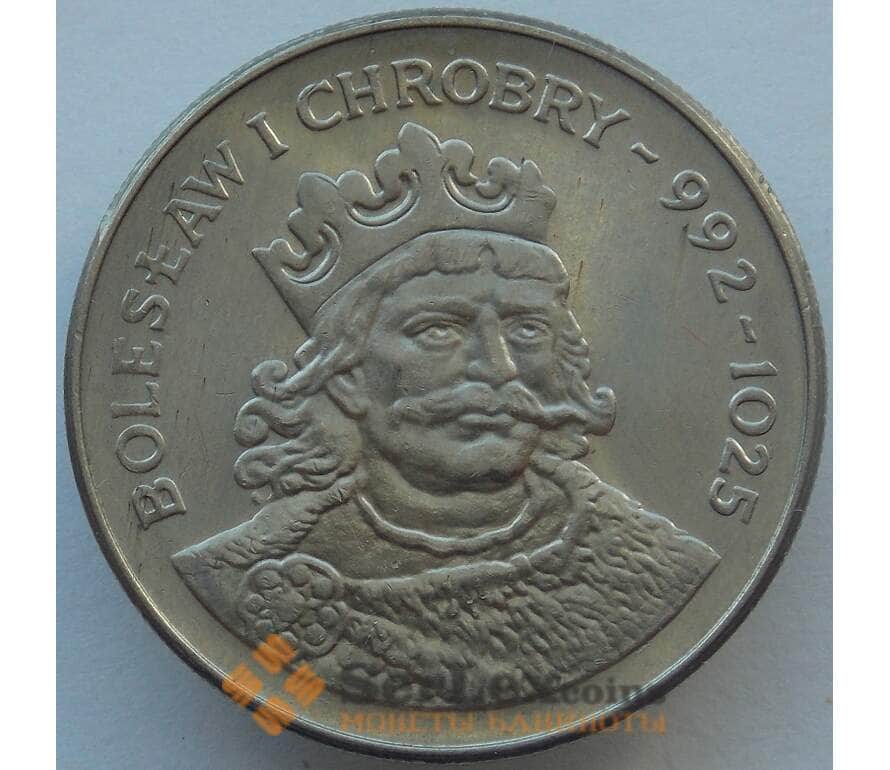 BOLESŁAW I CHROBRY - 992 - 1025
МОНЕТЫ БАНКНОТЫ